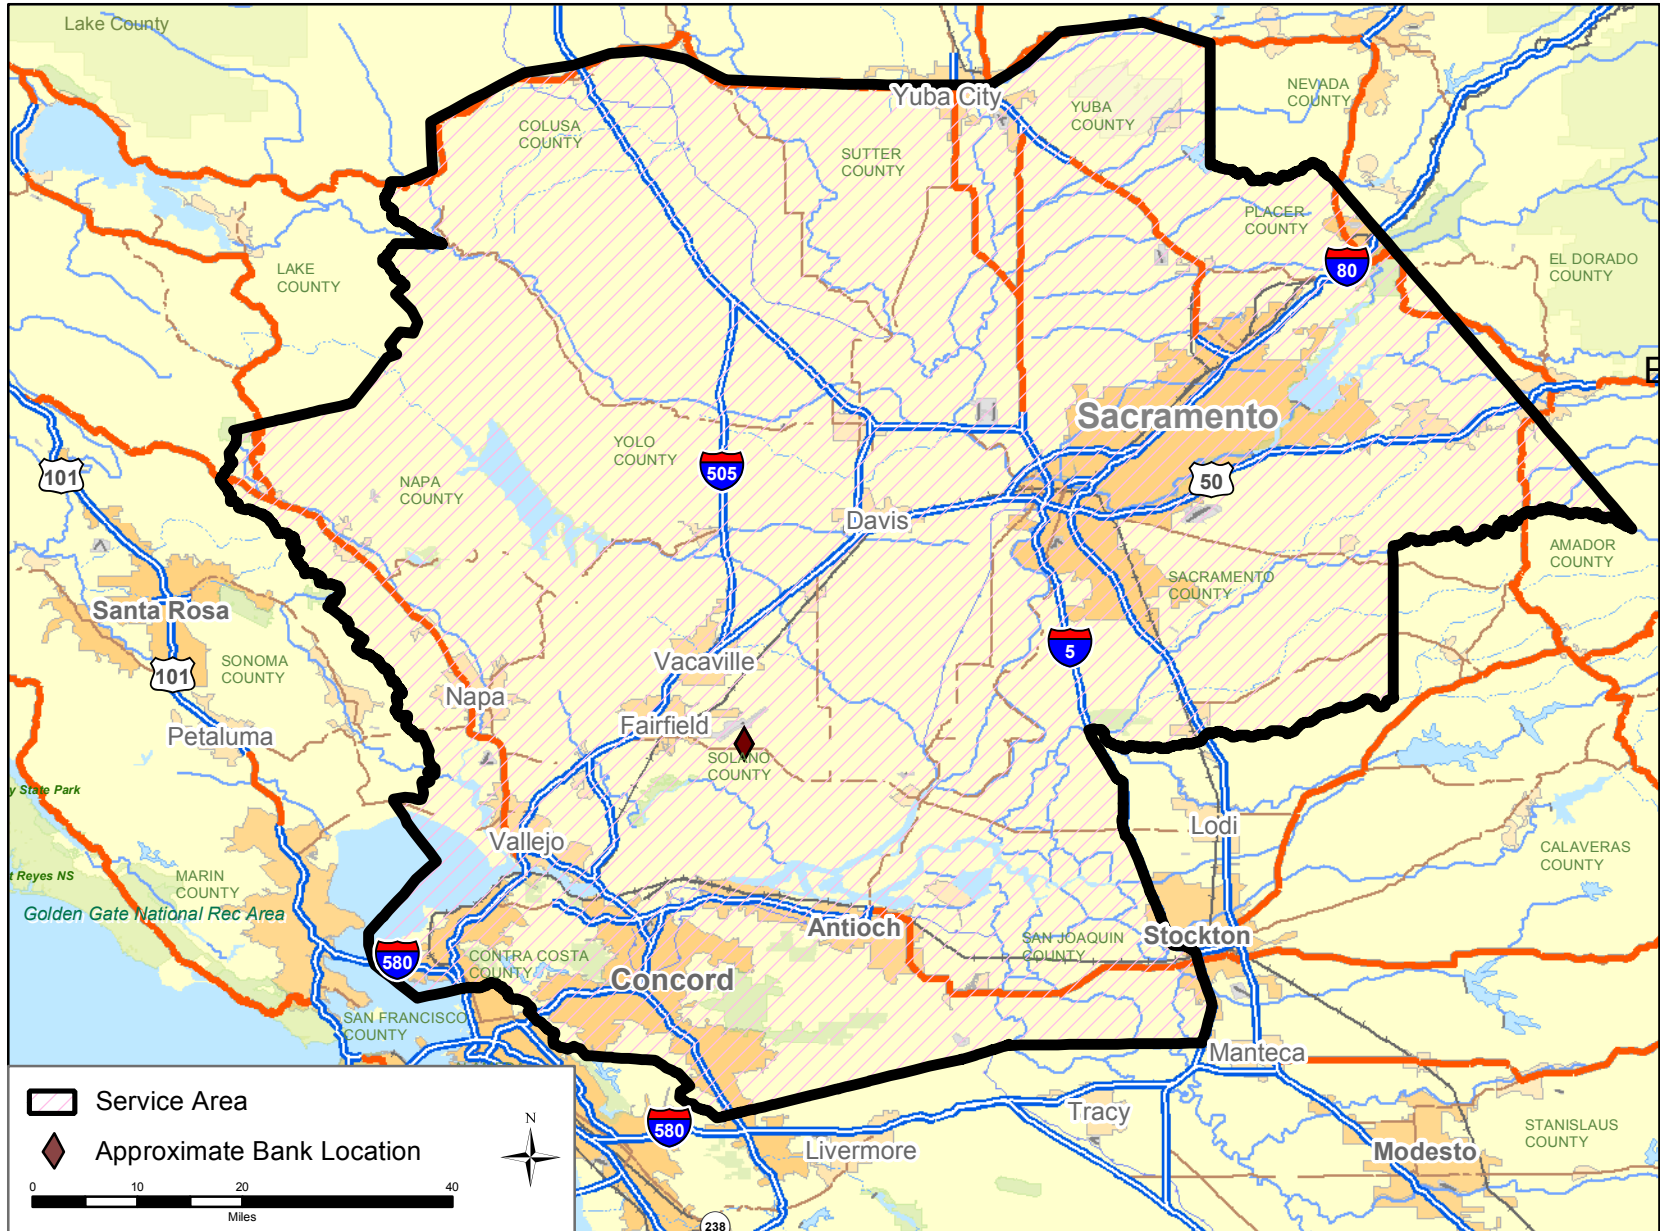 Lake County
NEVADA
COUNTY
Yuba City
YUBA
COUNTY
COLUSA
COUNTY
SUTTER
COUNTY
PLACER
COUNTY
EL DORADO
COUNTY
LAKE
COUNTY
80
E
Sacramento
YOLO
COUNTY
505
101
NAPA
COUNTY
50
Davis
AMADOR
COUNTY
SACRAMENTO
COUNTY
Santa Rosa
5
SONOMA
COUNTY
101
Vacaville
Napa
Fairfield
Petaluma
SOLANO
COUNTY
y State Park
Vallejo
Lodi
CALAVERAS
COUNTY
MARIN
COUNTY
t Reyes NS
Golden Gate National Rec Area
Antioch
SAN JOAQUIN
COUNTY
Stockton
580
CONTRA COSTA
COUNTY
Concord
SAN FRANCISCO
COUNTY
Manteca
Service Area
Tracy
580
STANISLAUS
COUNTY
Approximate Bank Location
N
Livermore
Modesto
0 10 20 40
Miles
238